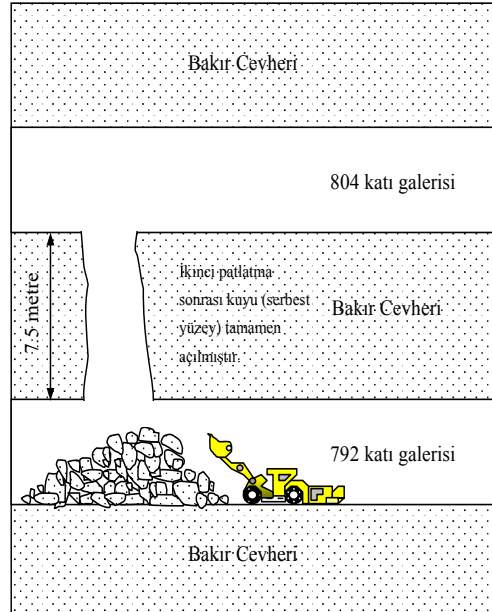 Bakır Cevheri
804 katı galerisi
7.5 metre
İkinci patlatma
sonrası kuyu (serbest
yüzey) tamamen
açılmıştır.
Bakır Cevheri
792 katı galerisi
Bakır Cevheri